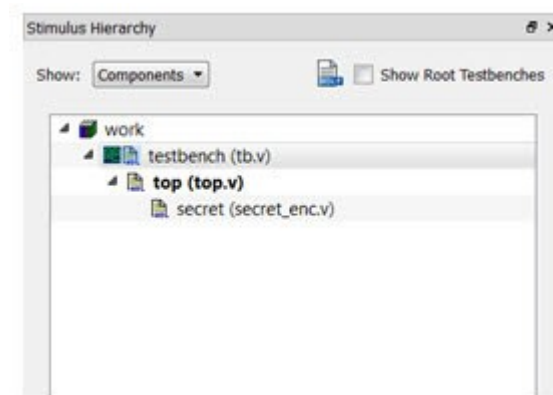 Stimulus Hierarchy
Show: Components Show Root Testbenches
work
testbench (tb.v)
top (top.v)
secret (secret_enc.v)